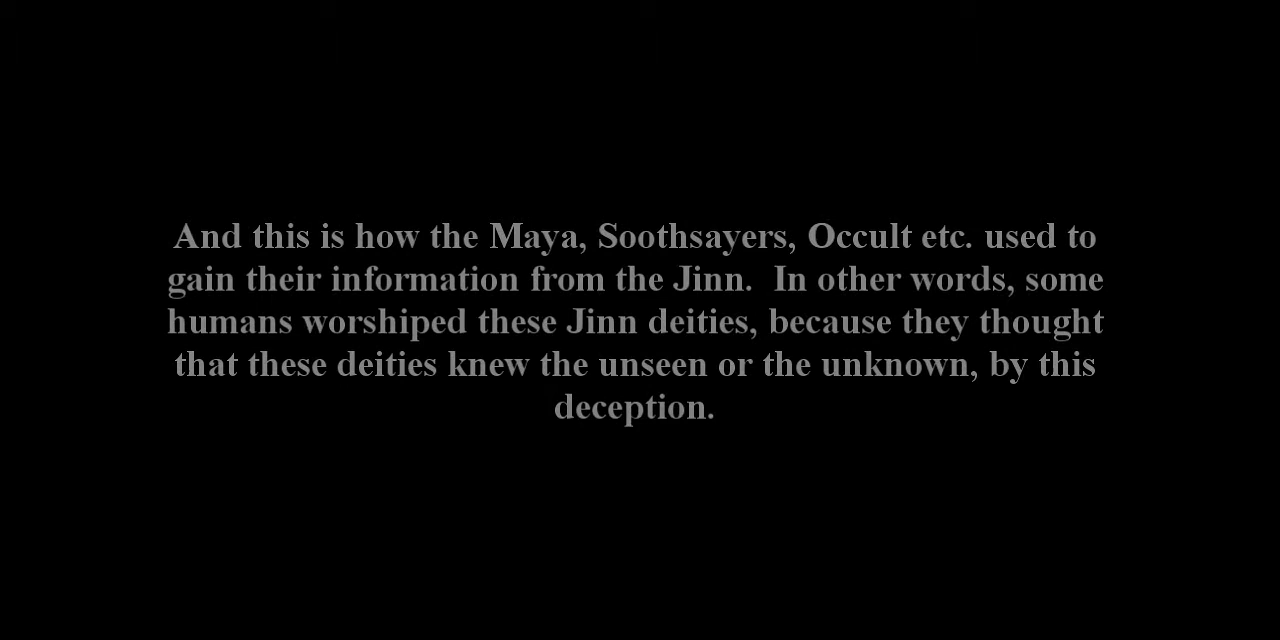 And this is how the Maya, Soothsayers, Occult etc. used to
gain their information from the Jinn.  In other words, some
humans worshiped these Jinn deities, because they thought
that these deities knew the unseen or the unknown, by this
deception.